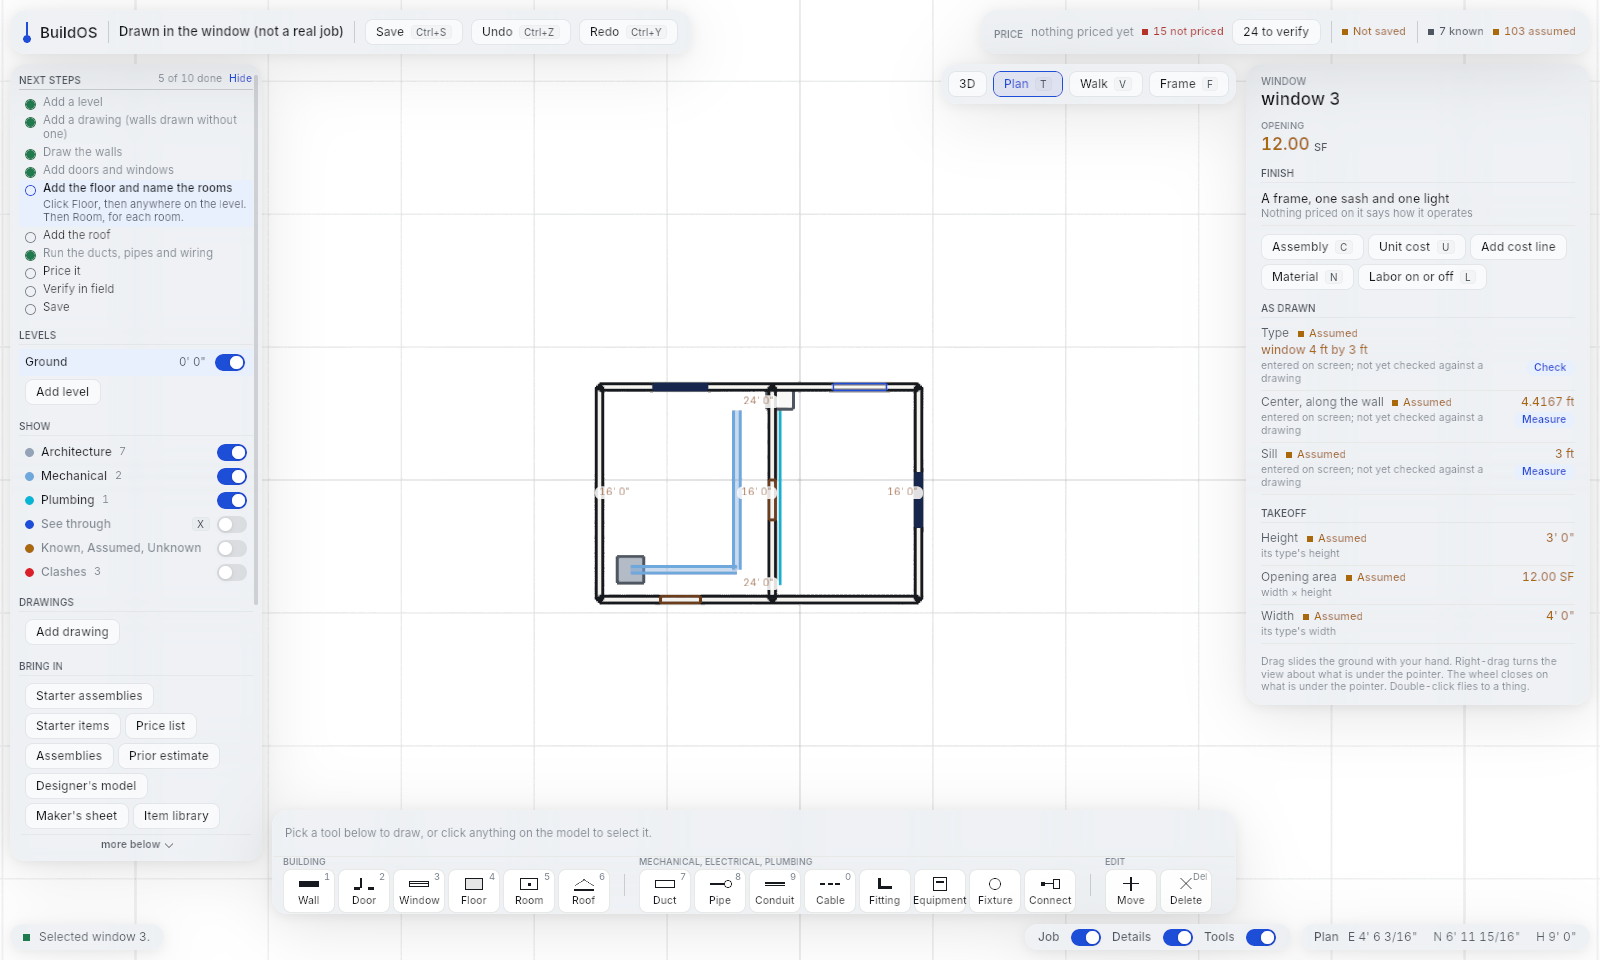 BuildOS
Drawn in the window (not a real job)
Save Ctrl+S
Undo Ctrl+Z
Redo Ctrl+Y
PRICE nothing priced yet
15 not priced
24 to verify
Not saved
7 known
103 assumed
NEXT STEPS
5 of 10 done
Hide
Add a level
Add a drawing (walls drawn without
one)
Draw the walls
Add doors and windows
Add the floor and name the rooms
Click Floor, then anywhere on the level.
Then Room, for each room.
Add the roof
Run the ducts, pipes and wiring
Price it
Verify in field
Save
LEVELS
Ground 0' 0"
Add level
SHOW
Architecture 7
Mechanical 2
Plumbing 1
See through X
Known, Assumed, Unknown
Clashes 3
DRAWINGS
Add drawing
BRING IN
Starter assemblies
Starter items
Price list
Assemblies
Prior estimate
Designer's model
Maker's sheet
Item library
more below
Selected window 3.
3D
Plan T
Walk V
Frame F
24' 0"
16' 0"
16' 0"
16' 0"
24' 0"
WINDOW
window 3
OPENING
12.00 SF
FINISH
A frame, one sash and one light
Nothing priced on it says how it operates
Assembly C
Unit cost U
Add cost line
Material N
Labor on or off L
AS DRAWN
Type Assumed
window 4 ft by 3 ft
entered on screen; not yet checked against a
drawing
Check
Center, along the wall Assumed 4.4167 ft
entered on screen; not yet checked against a
drawing
Measure
Sill Assumed 3 ft
entered on screen; not yet checked against a
drawing
Measure
TAKEOFF
Height Assumed 3' 0"
its type's height
Opening area Assumed 12.00 SF
width × height
Width Assumed 4' 0"
its type's width
Drag slides the ground with your hand. Right-drag turns the
view about what is under the pointer. The wheel closes on
what is under the pointer. Double-click flies to a thing.
Pick a tool below to draw, or click anything on the model to select it.
BUILDING
Wall 1
Door 2
Window 3
Floor 4
Room 5
Roof 6
MECHANICAL, ELECTRICAL, PLUMBING
Duct 7
Pipe 8
Conduit 9
Cable 0
Fitting
Equipment
Fixture
Connect
EDIT
Move
Delete Del
Job
Details
Tools
Plan E 4' 6 3/16" N 6' 11 15/16" H 9' 0"